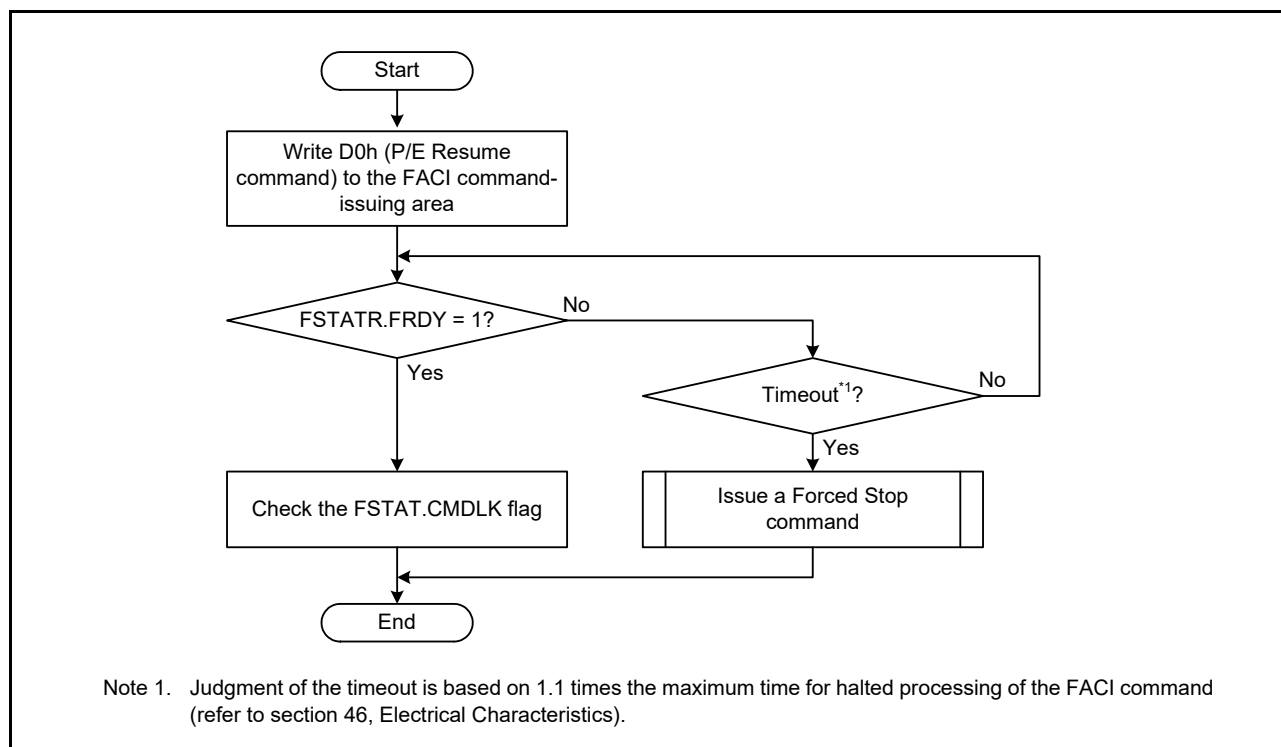 Start
Write D0h (P/E Resume
command) to the FACI command-
issuing area
FSTATR.FRDY = 1?
No
Yes
Timeout*1?
No
Yes
Check the FSTAT.CMDLK flag
Issue a Forced Stop
command
End
Note 1. Judgment of the timeout is based on 1.1 times the maximum time for halted processing of the FACI command
(refer to section 46, Electrical Characteristics).